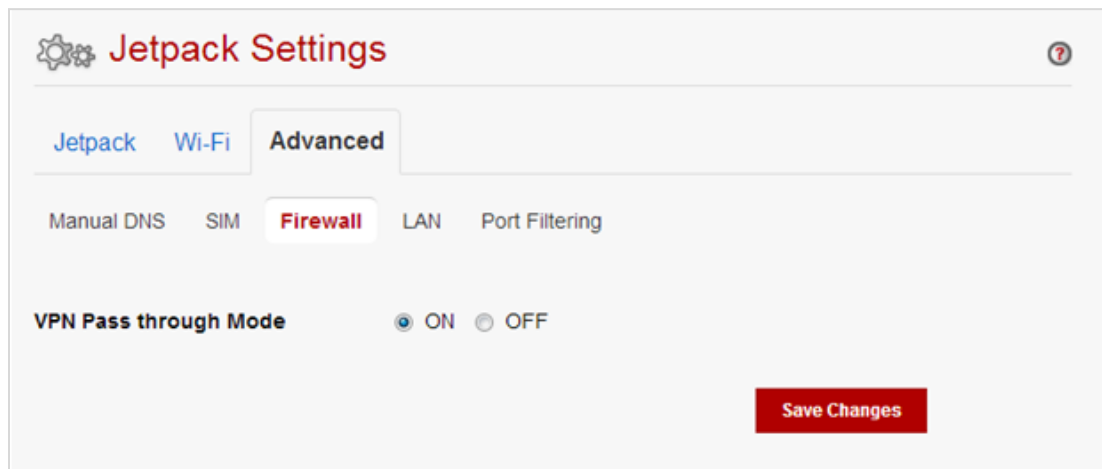 Jetpack Settings
?
Jetpack Wi-Fi Advanced
Manual DNS SIM Firewall LAN Port Filtering
VPN Pass through Mode ON OFF
Save Changes